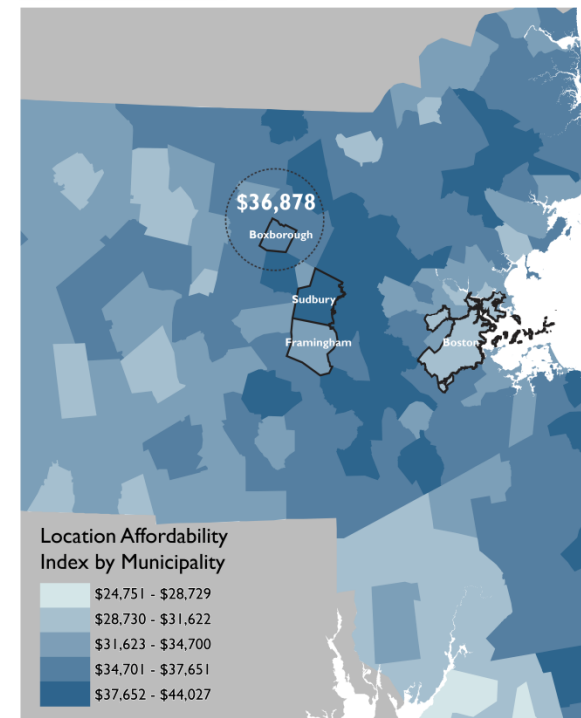 $36,878
Boxborough
Sudbury
Framingham
Boston
Location Affordability
Index by Municipality
$24,751 - $28,729
$28,730 - $31,622
$31,623 - $34,700
$34,701 - $37,651
$37,652 - $44,027